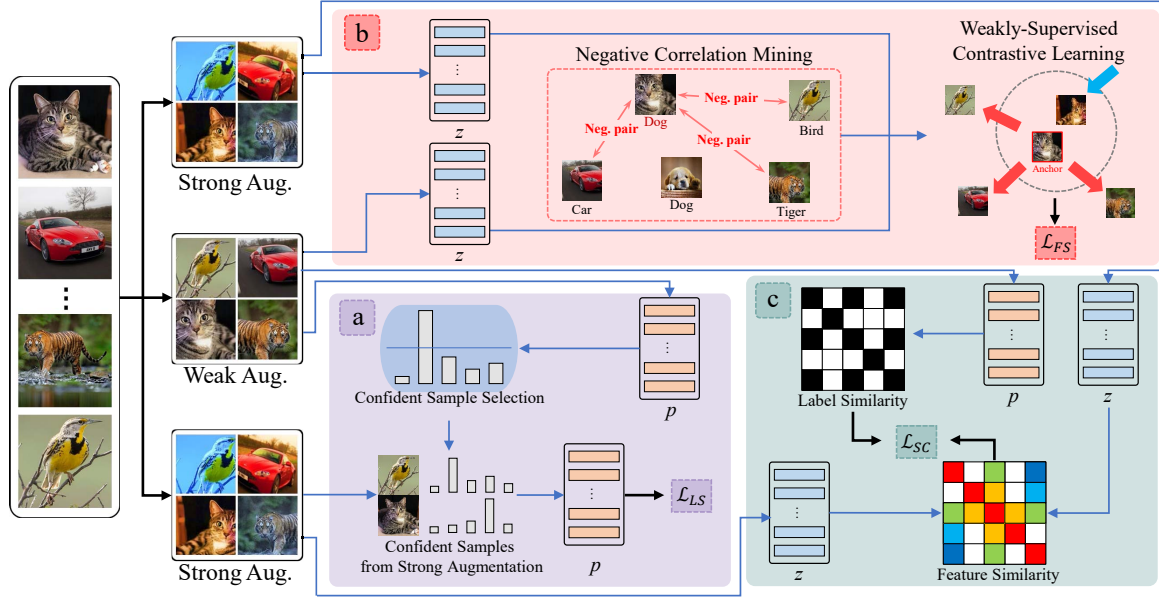 Strong Aug.
Weak Aug.
Strong Aug.
b
z
z
Negative Correlation Mining
Dog
Neg. pair
Neg. pair
Neg. pair
Bird
Car
Dog
Tiger
Weakly-Supervised
Contrastive Learning
Anchor
ℒ_FS
a
Confident Sample Selection
p
Confident Samples
from Strong Augmentation
p
ℒ_LS
c
Label Similarity
p
z
ℒ_SC
z
Feature Similarity